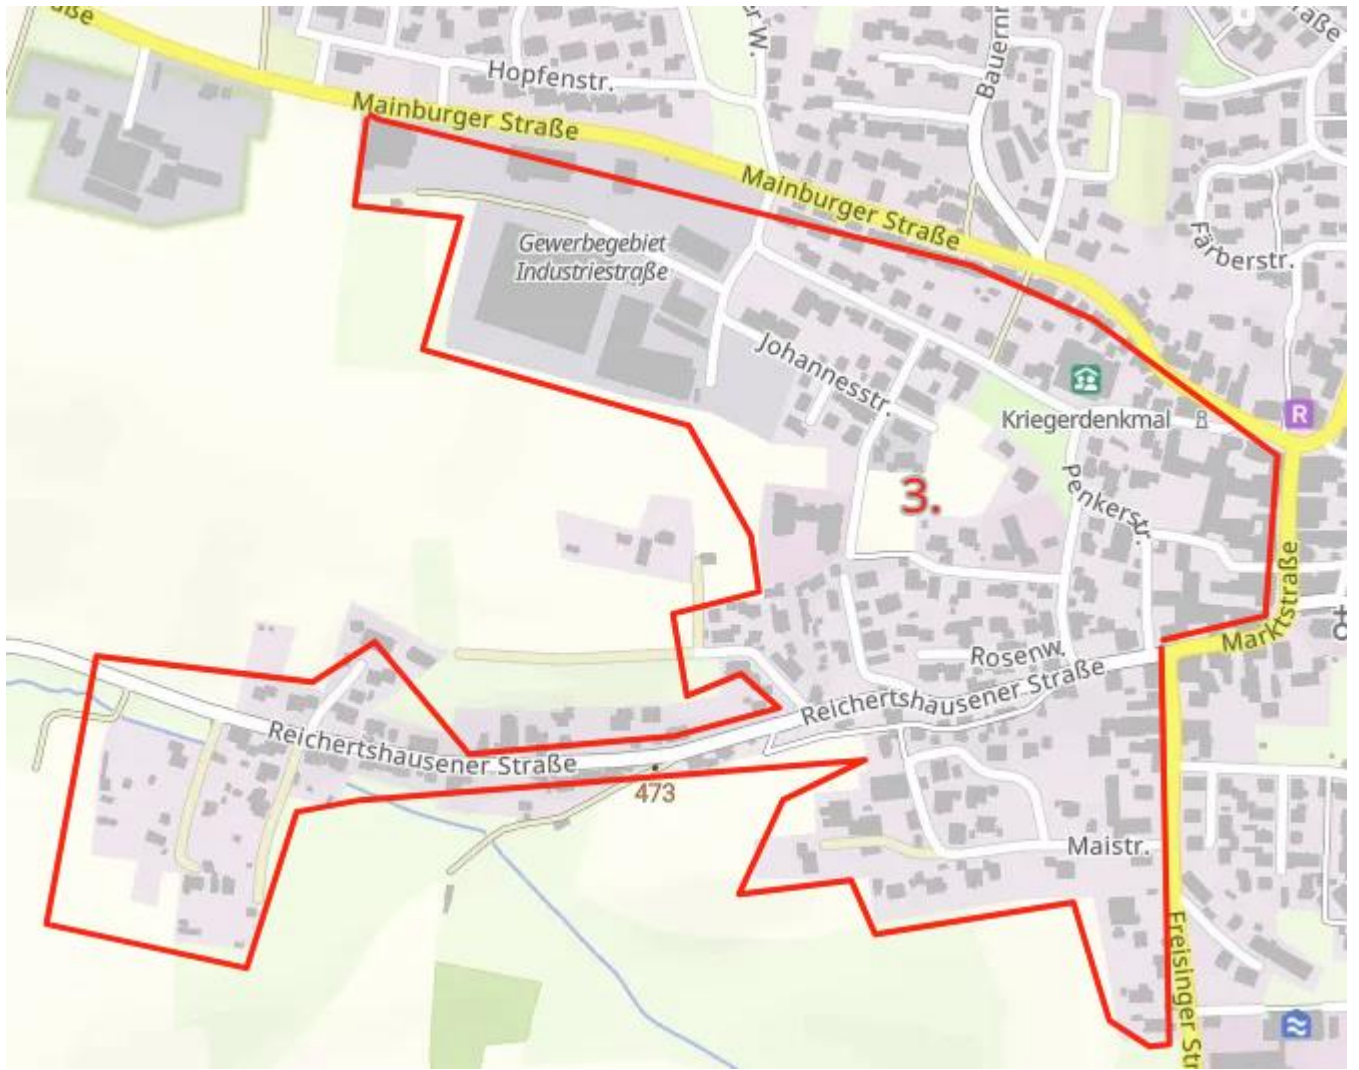 Hopfenstr.
Mainburger Straße
Mainburger Straße
Färberstr.
Gewerbegebiet
Industriestraße
Johannesstr.
R
Kriegerdenkmal
3.
Penkerstr.
Marktstraße
Rosenw.
Reichertshausener Straße
Reichertshausener Straße
473
Maistr.
Freisinger Str